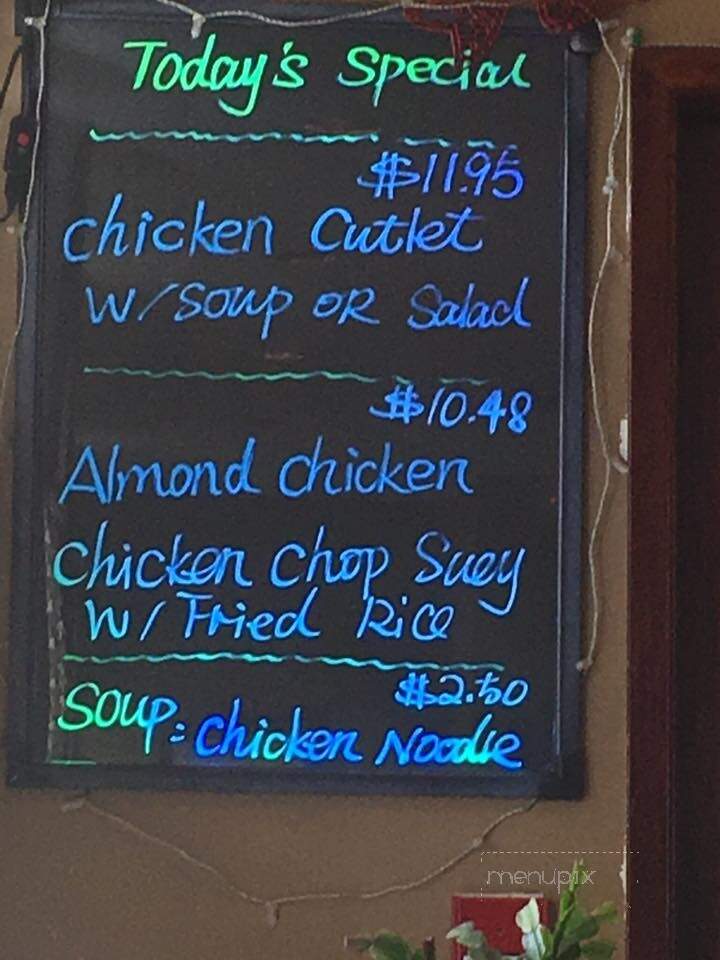 Today's Special
$11.95
Chicken Cutlet
W/Soup OR Salad
$10.48
Almond Chicken
Chicken Chop Suey
W/ Fried Rice
$2.50
Soup: Chicken Noodle
menupix